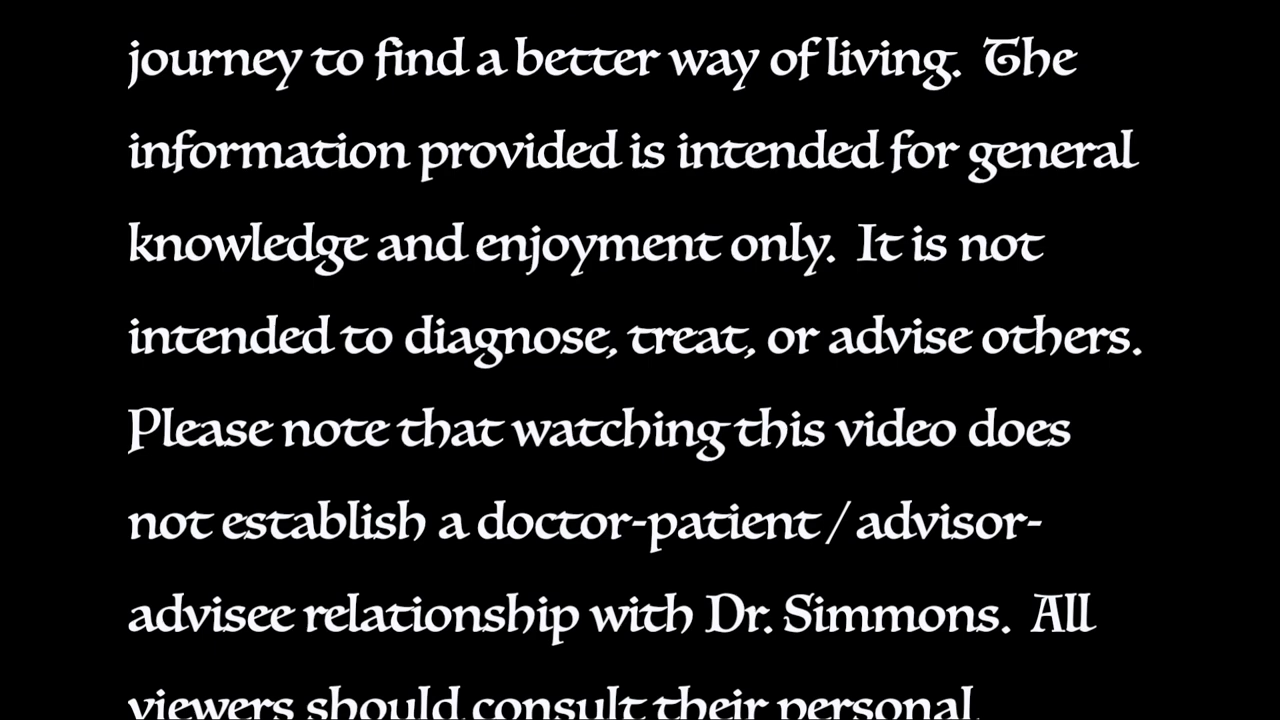 journey to find a better way of living.  The
information provided is intended for general
knowledge and enjoyment only.  It is not
intended to diagnose, treat, or advise others.
Please note that watching this video does
not establish a doctor-patient / advisor-
advisee relationship with Dr. Simmons.  All
viewers should consult their personal